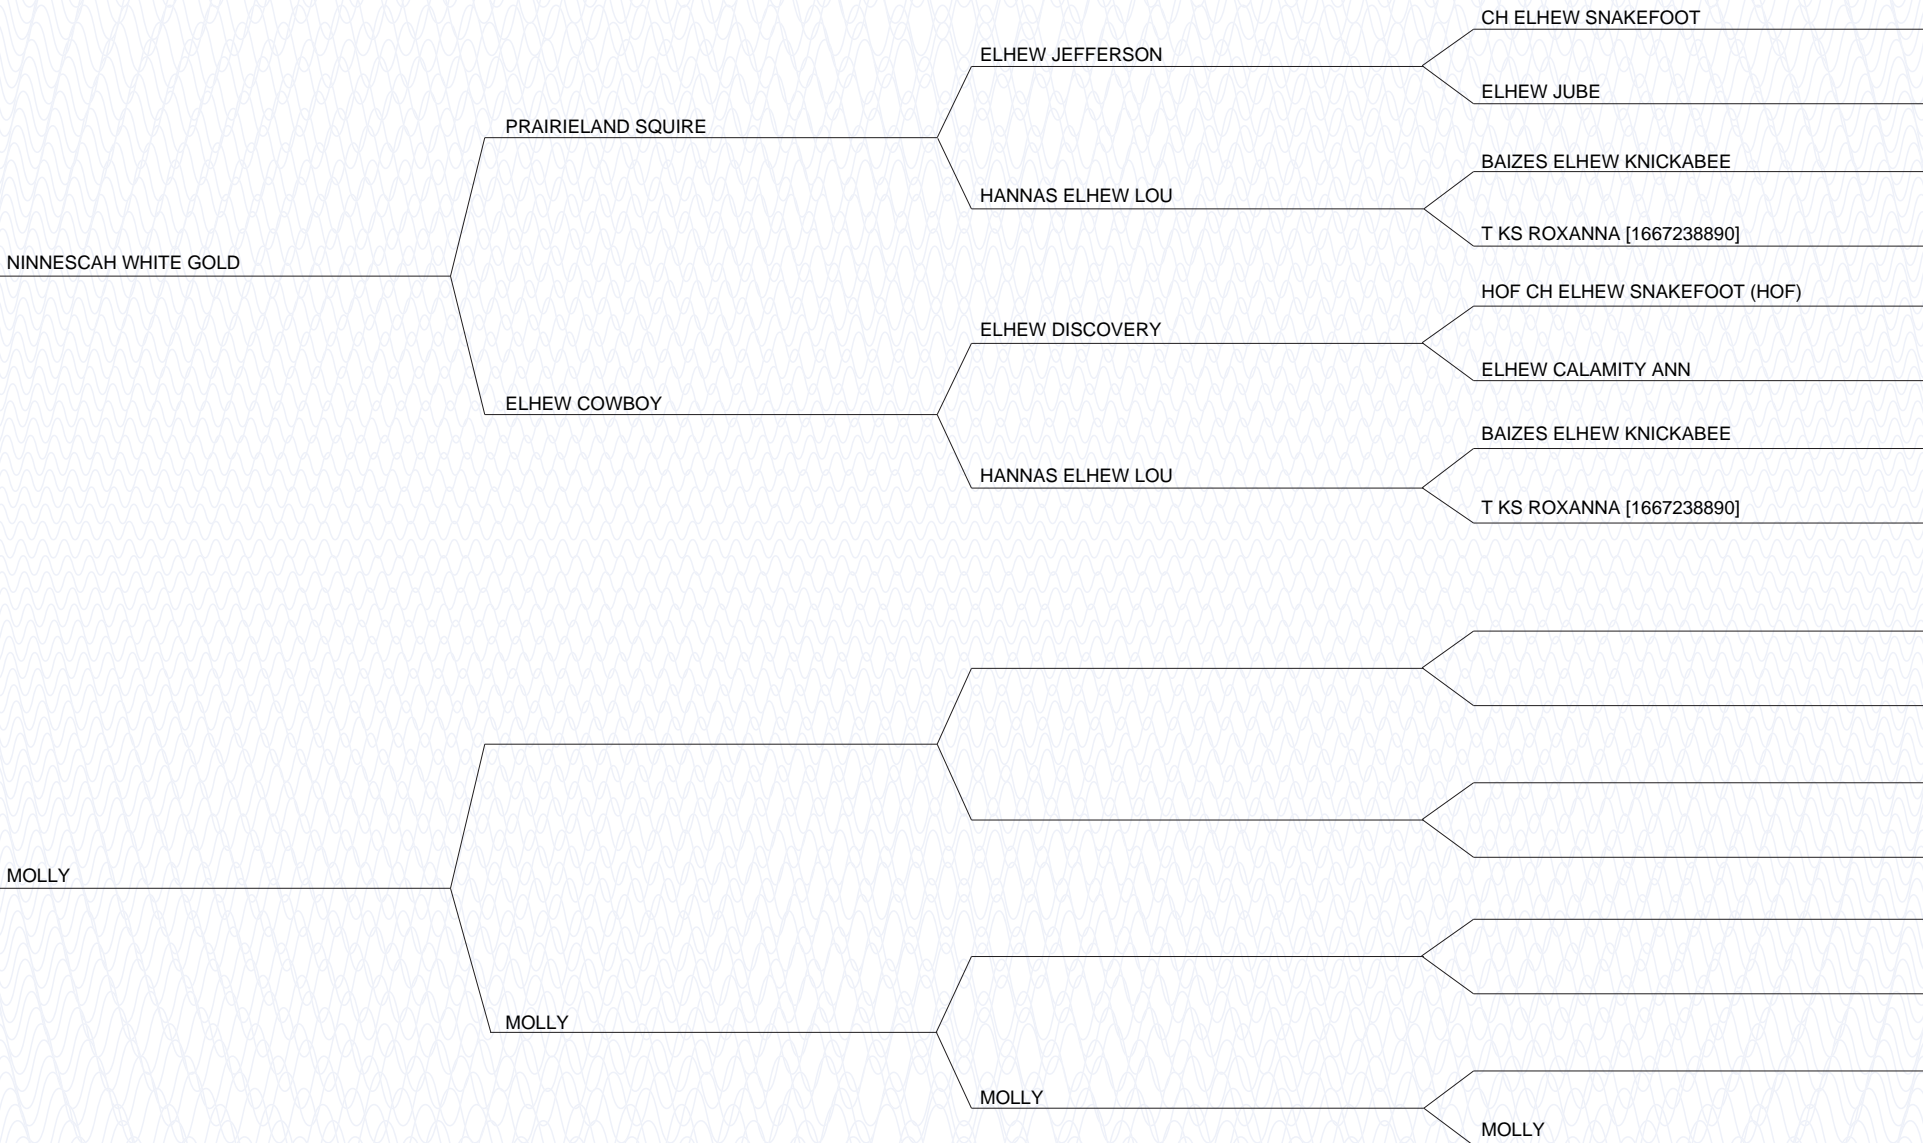 CH ELHEW SNAKEFOOT
ELHEW JEFFERSON
ELHEW JUBE
PRAIRIELAND SQUIRE
BAIZES ELHEW KNICKABEE
HANNAS ELHEW LOU
T KS ROXANNA [1667238890]
NINNESCAH WHITE GOLD
HOF CH ELHEW SNAKEFOOT (HOF)
ELHEW DISCOVERY
ELHEW CALAMITY ANN
ELHEW COWBOY
BAIZES ELHEW KNICKABEE
HANNAS ELHEW LOU
T KS ROXANNA [1667238890]
MOLLY
MOLLY
MOLLY
MOLLY